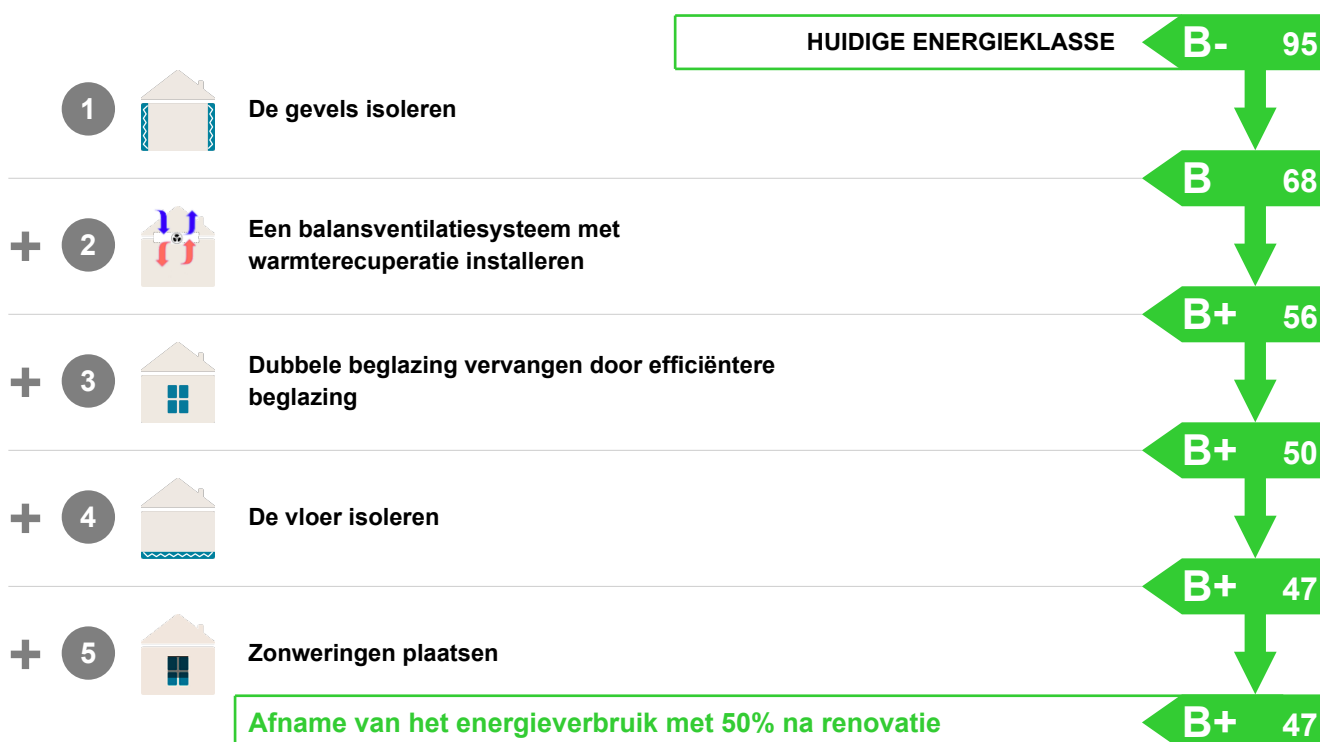 HUIDIGE ENERGIEKLASSE B- 95
1 De gevels isoleren
B 68
+ 2 Een balansventilatiesysteem met
warmterecuperatie installeren
B+ 56
+ 3 Dubbele beglazing vervangen door efficiëntere
beglazing
B+ 50
+ 4 De vloer isoleren
B+ 47
+ 5 Zonweringen plaatsen
Afname van het energieverbruik met 50% na renovatie B+ 47